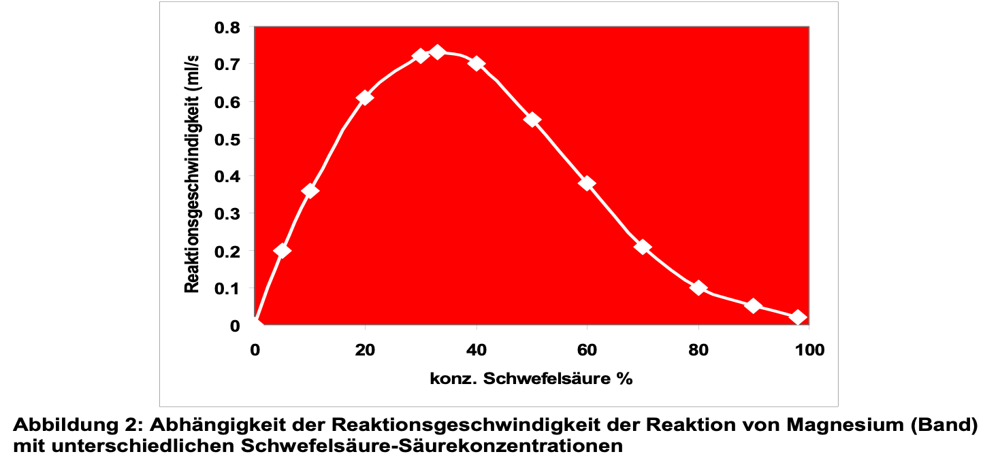 0.8
0.7
0.6
0.5
0.4
0.3
0.2
0.1
0
Reaktionsgeschwindigkeit (ml/s
0 20 40 60 80 100
konz. Schwefelsäure %
Abbildung 2: Abhängigkeit der Reaktionsgeschwindigkeit der Reaktion von Magnesium (Band)
mit unterschiedlichen Schwefelsäure-Säurekonzentrationen